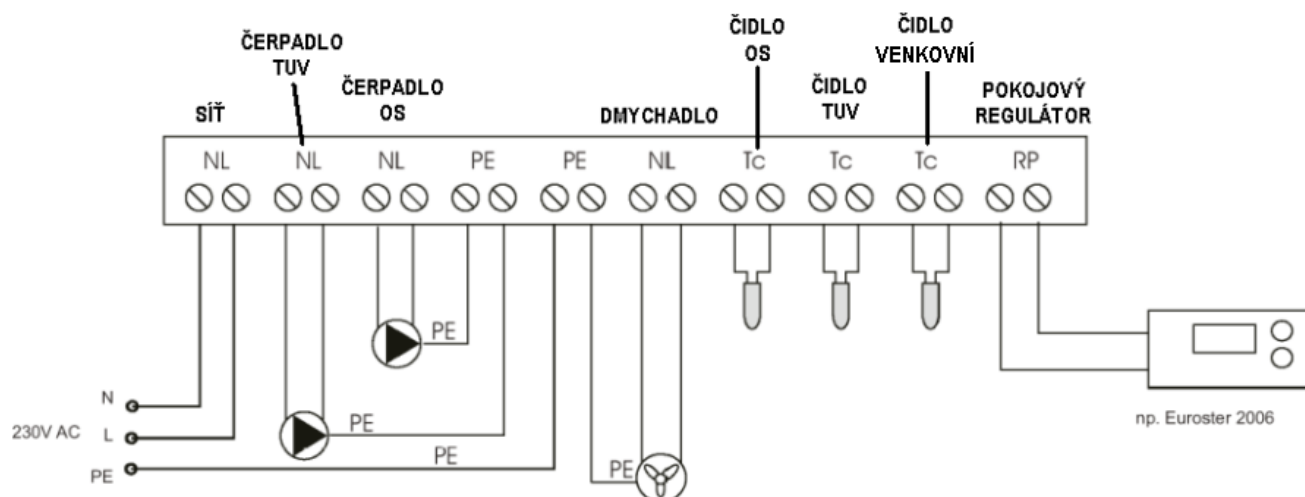 SÍŤ
ČERPADLO
TUV
ČERPADLO
OS
DMYCHADLO
ČIDLO
OS
ČIDLO
TUV
ČIDLO
VENKOVNÍ
POKOJOVÝ
REGULÁTOR
NL NL NL PE PE NL Tc Tc Tc RP
PE
PE
PE
PE
N
230V AC L
PE
np. Euroster 2006